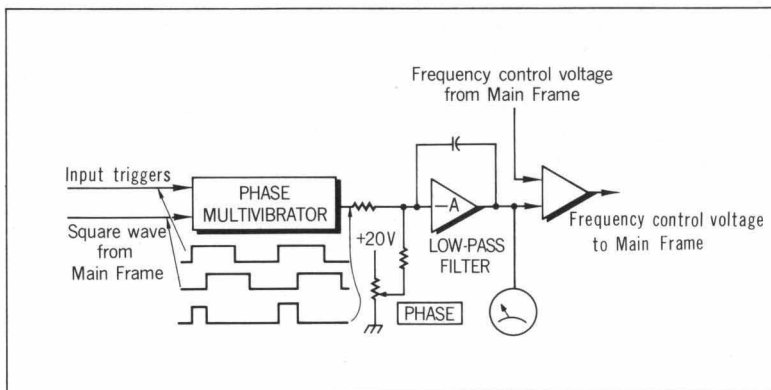 Frequency control voltage
from Main Frame
Input triggers
PHASE
MULTIVIBRATOR
Square wave
from
Main Frame
+20V
PHASE
–A
LOW-PASS
FILTER
Frequency control voltage
to Main Frame